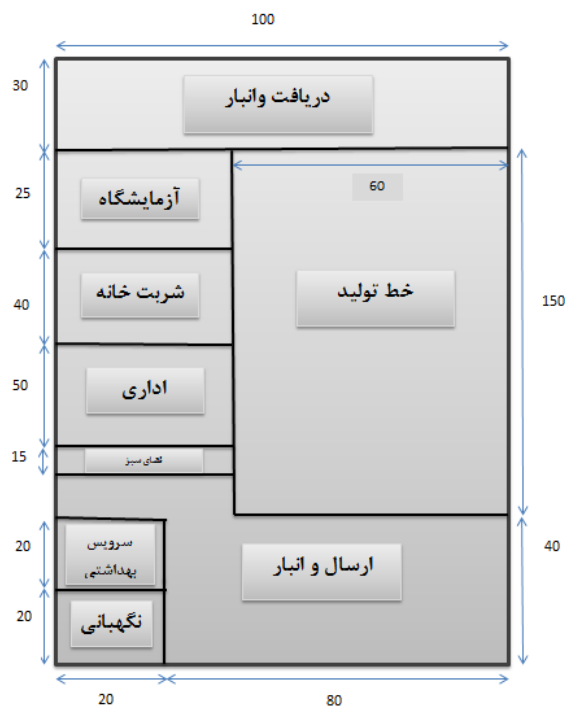 100
30
دریافت وانبار
25
آزمایشگاه
60
40
شربت خانه
خط تولید
150
50
اداری
15
فضای سبز
20
سرویس
بهداشتی
ارسال و انبار
40
20
نگهبانی
20
80